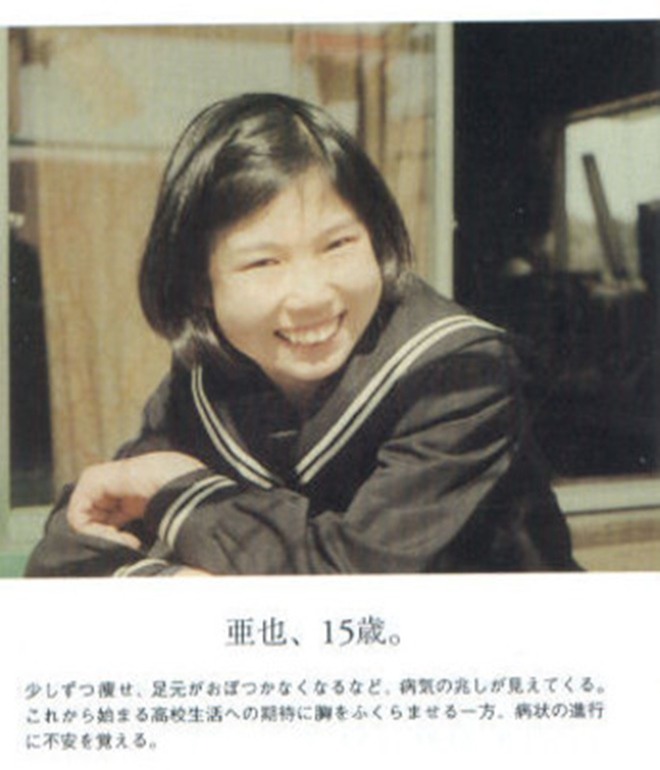 亜也、15歳。
少しずつ痩せ、足元がおぼつかなくなるなど、病気の兆しが見えてくる。
これから始まる高校生活への期待に胸をふくらませる一方、病状の進行
に不安を覚える。